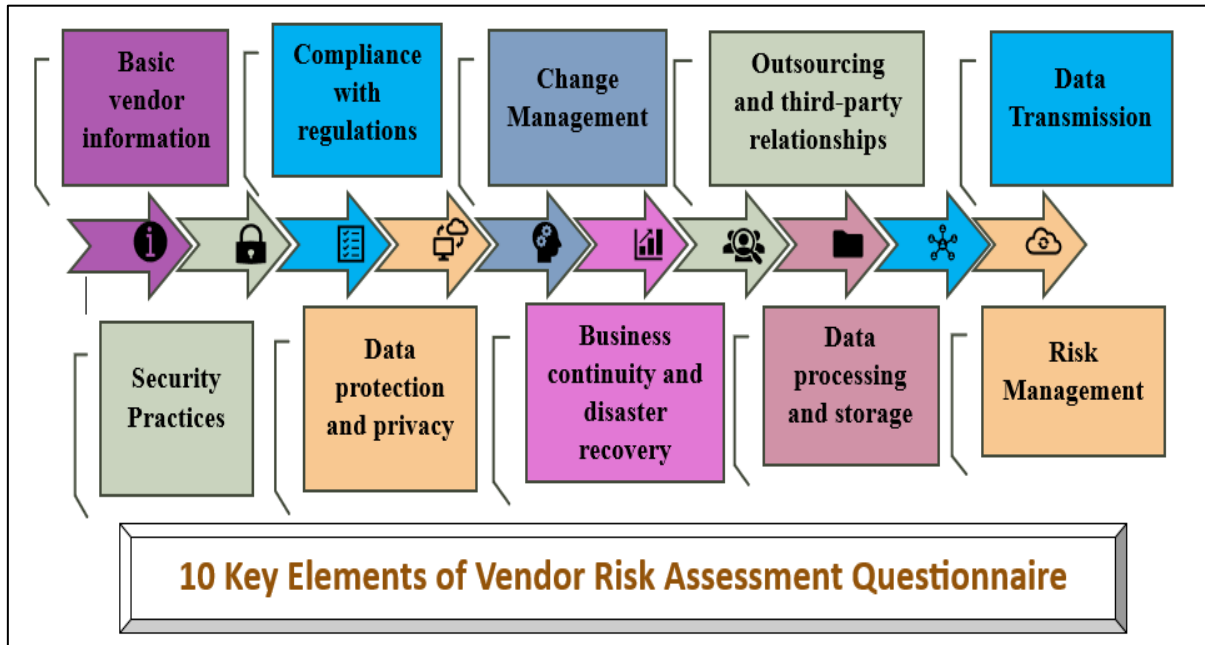 Basic
vendor
information
Compliance
with
regulations
Change
Management
Outsourcing
and third-party
relationships
Data
Transmission
Security
Practices
Data
protection
and privacy
Business
continuity and
disaster
recovery
Data
processing
and storage
Risk
Management
10 Key Elements of Vendor Risk Assessment Questionnaire